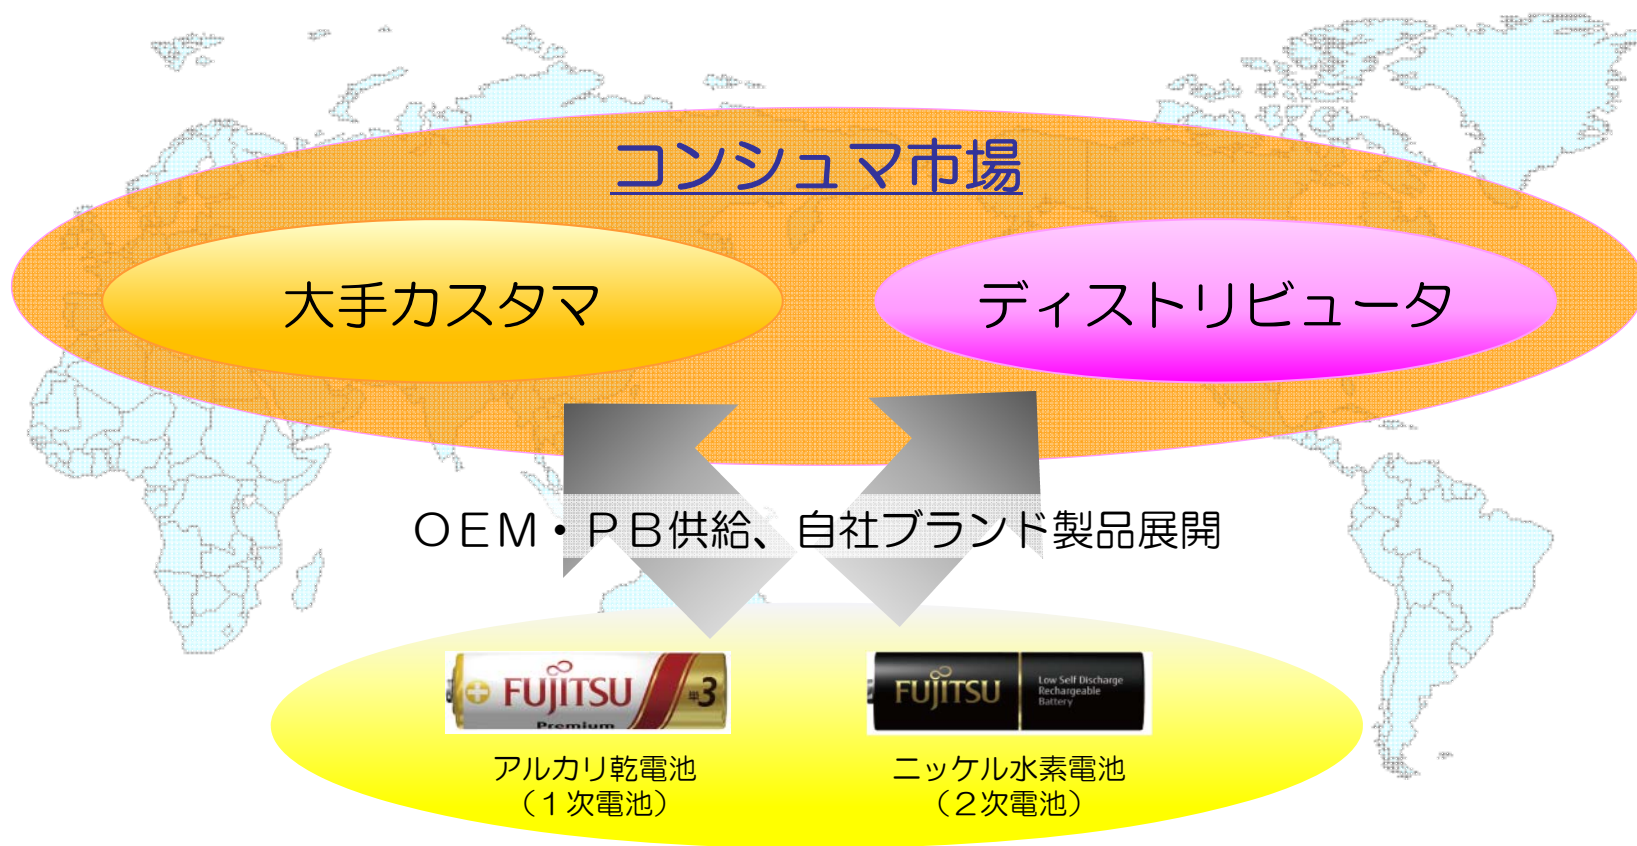 コンシュマ市場
大手カスタマ
ディストリビュータ
ＯＥＭ・ＰＢ供給、自社ブランド製品展開
FUJITSU
単3
Premium
FUJITSU
Low Self Discharge
Rechargeable
Battery
アルカリ乾電池
（１次電池）
ニッケル水素電池
（２次電池）